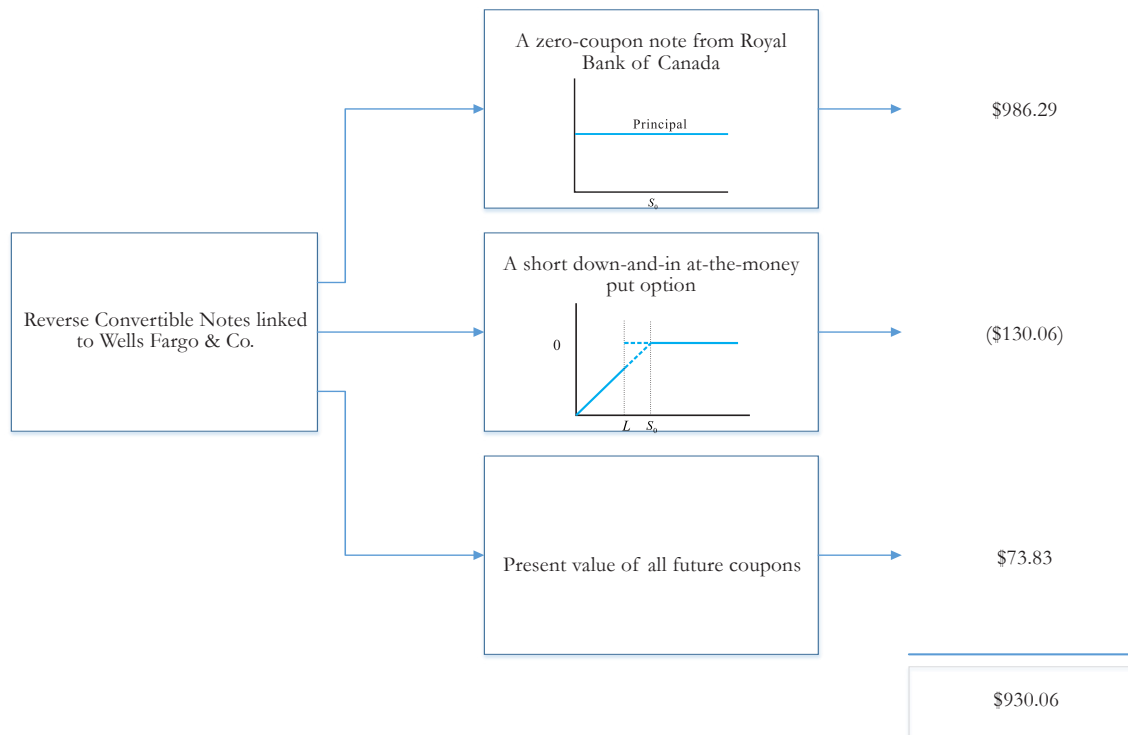 A zero-coupon note from Royal
Bank of Canada
Principal
S₀
$986.29
Reverse Convertible Notes linked
to Wells Fargo & Co.
A short down-and-in at-the-money
put option
0
L S₀
($130.06)
Present value of all future coupons
$73.83
$930.06